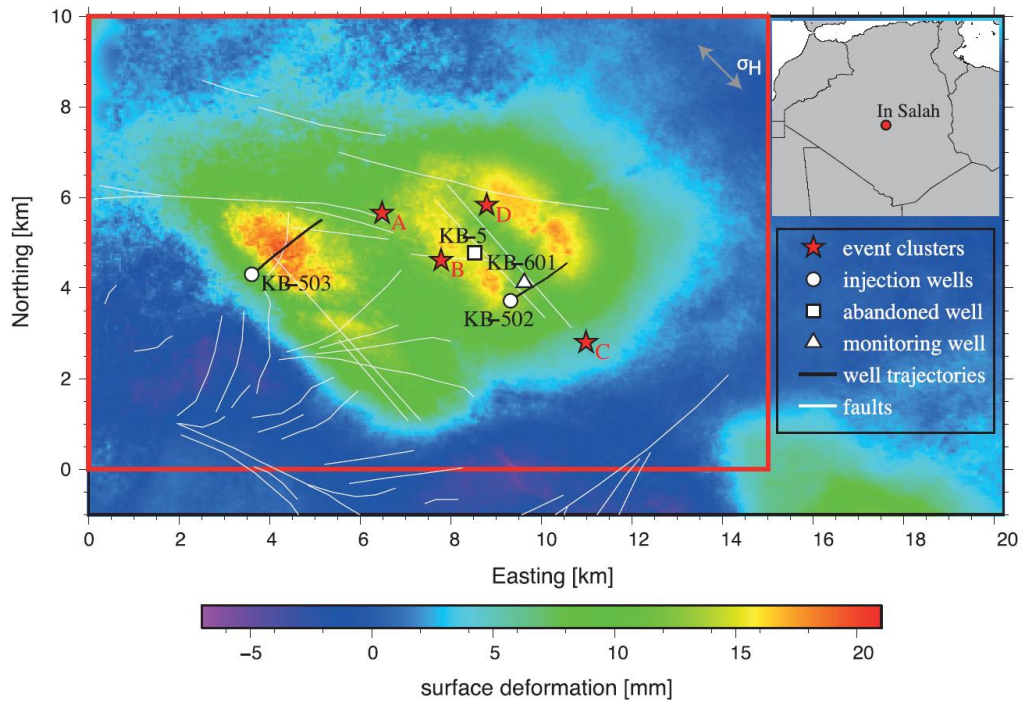 10
8
6
4
2
0
Northing [km]
σH
In Salah
A
D
KB-5
B
KB-601
KB-503
KB-502
C
event clusters
injection wells
abandoned well
monitoring well
well trajectories
faults
0 2 4 6 8 10 12 14 16 18 20
Easting [km]
−5 0 5 10 15 20
surface deformation [mm]